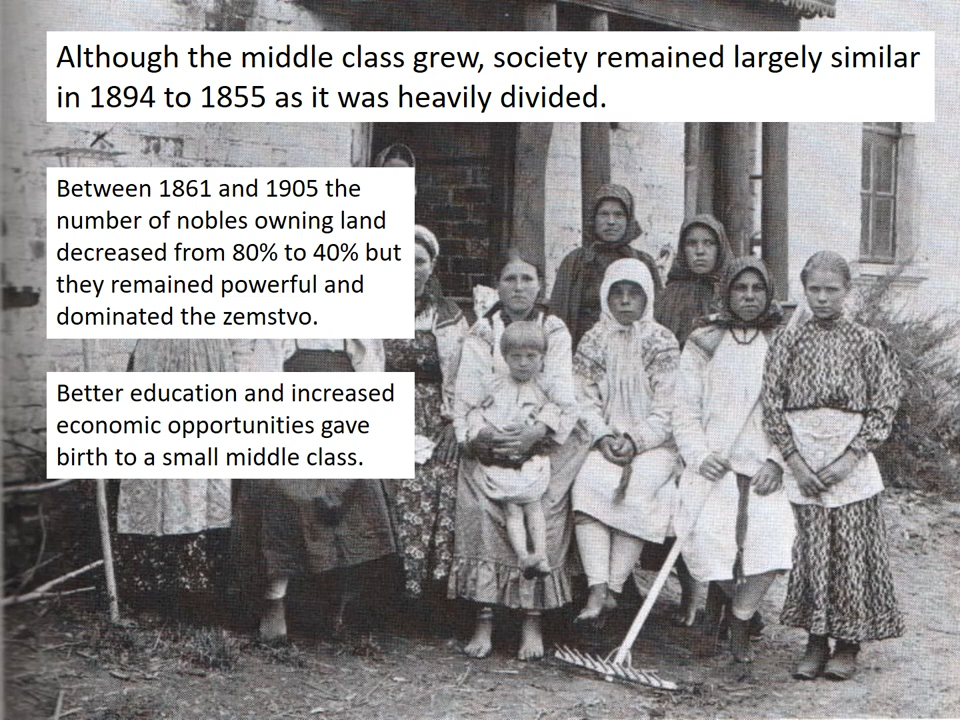 Although the middle class grew, society remained largely similar
in 1894 to 1855 as it was heavily divided.
Between 1861 and 1905 the
number of nobles owning land
decreased from 80% to 40% but
they remained powerful and
dominated the zemstvo.
Better education and increased
economic opportunities gave
birth to a small middle class.